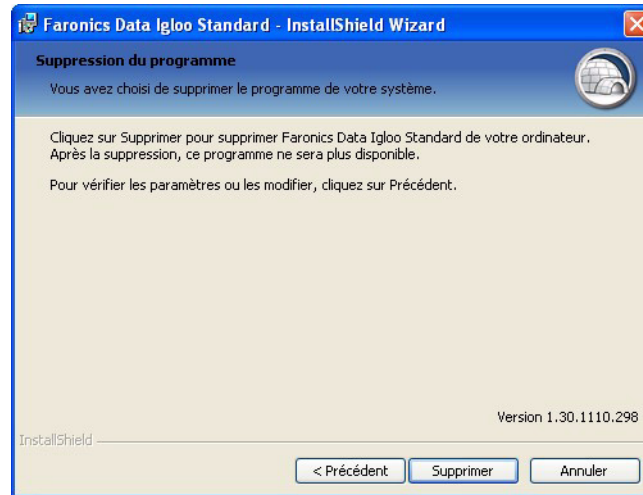 Faronics Data Igloo Standard - InstallShield Wizard
Suppression du programme
Vous avez choisi de supprimer le programme de votre système.
Cliquez sur Supprimer pour supprimer Faronics Data Igloo Standard de votre ordinateur.
Après la suppression, ce programme ne sera plus disponible.
Pour vérifier les paramètres ou les modifier, cliquez sur Précédent.
Version 1.30.1110.298
InstallShield
< Précédent Supprimer Annuler